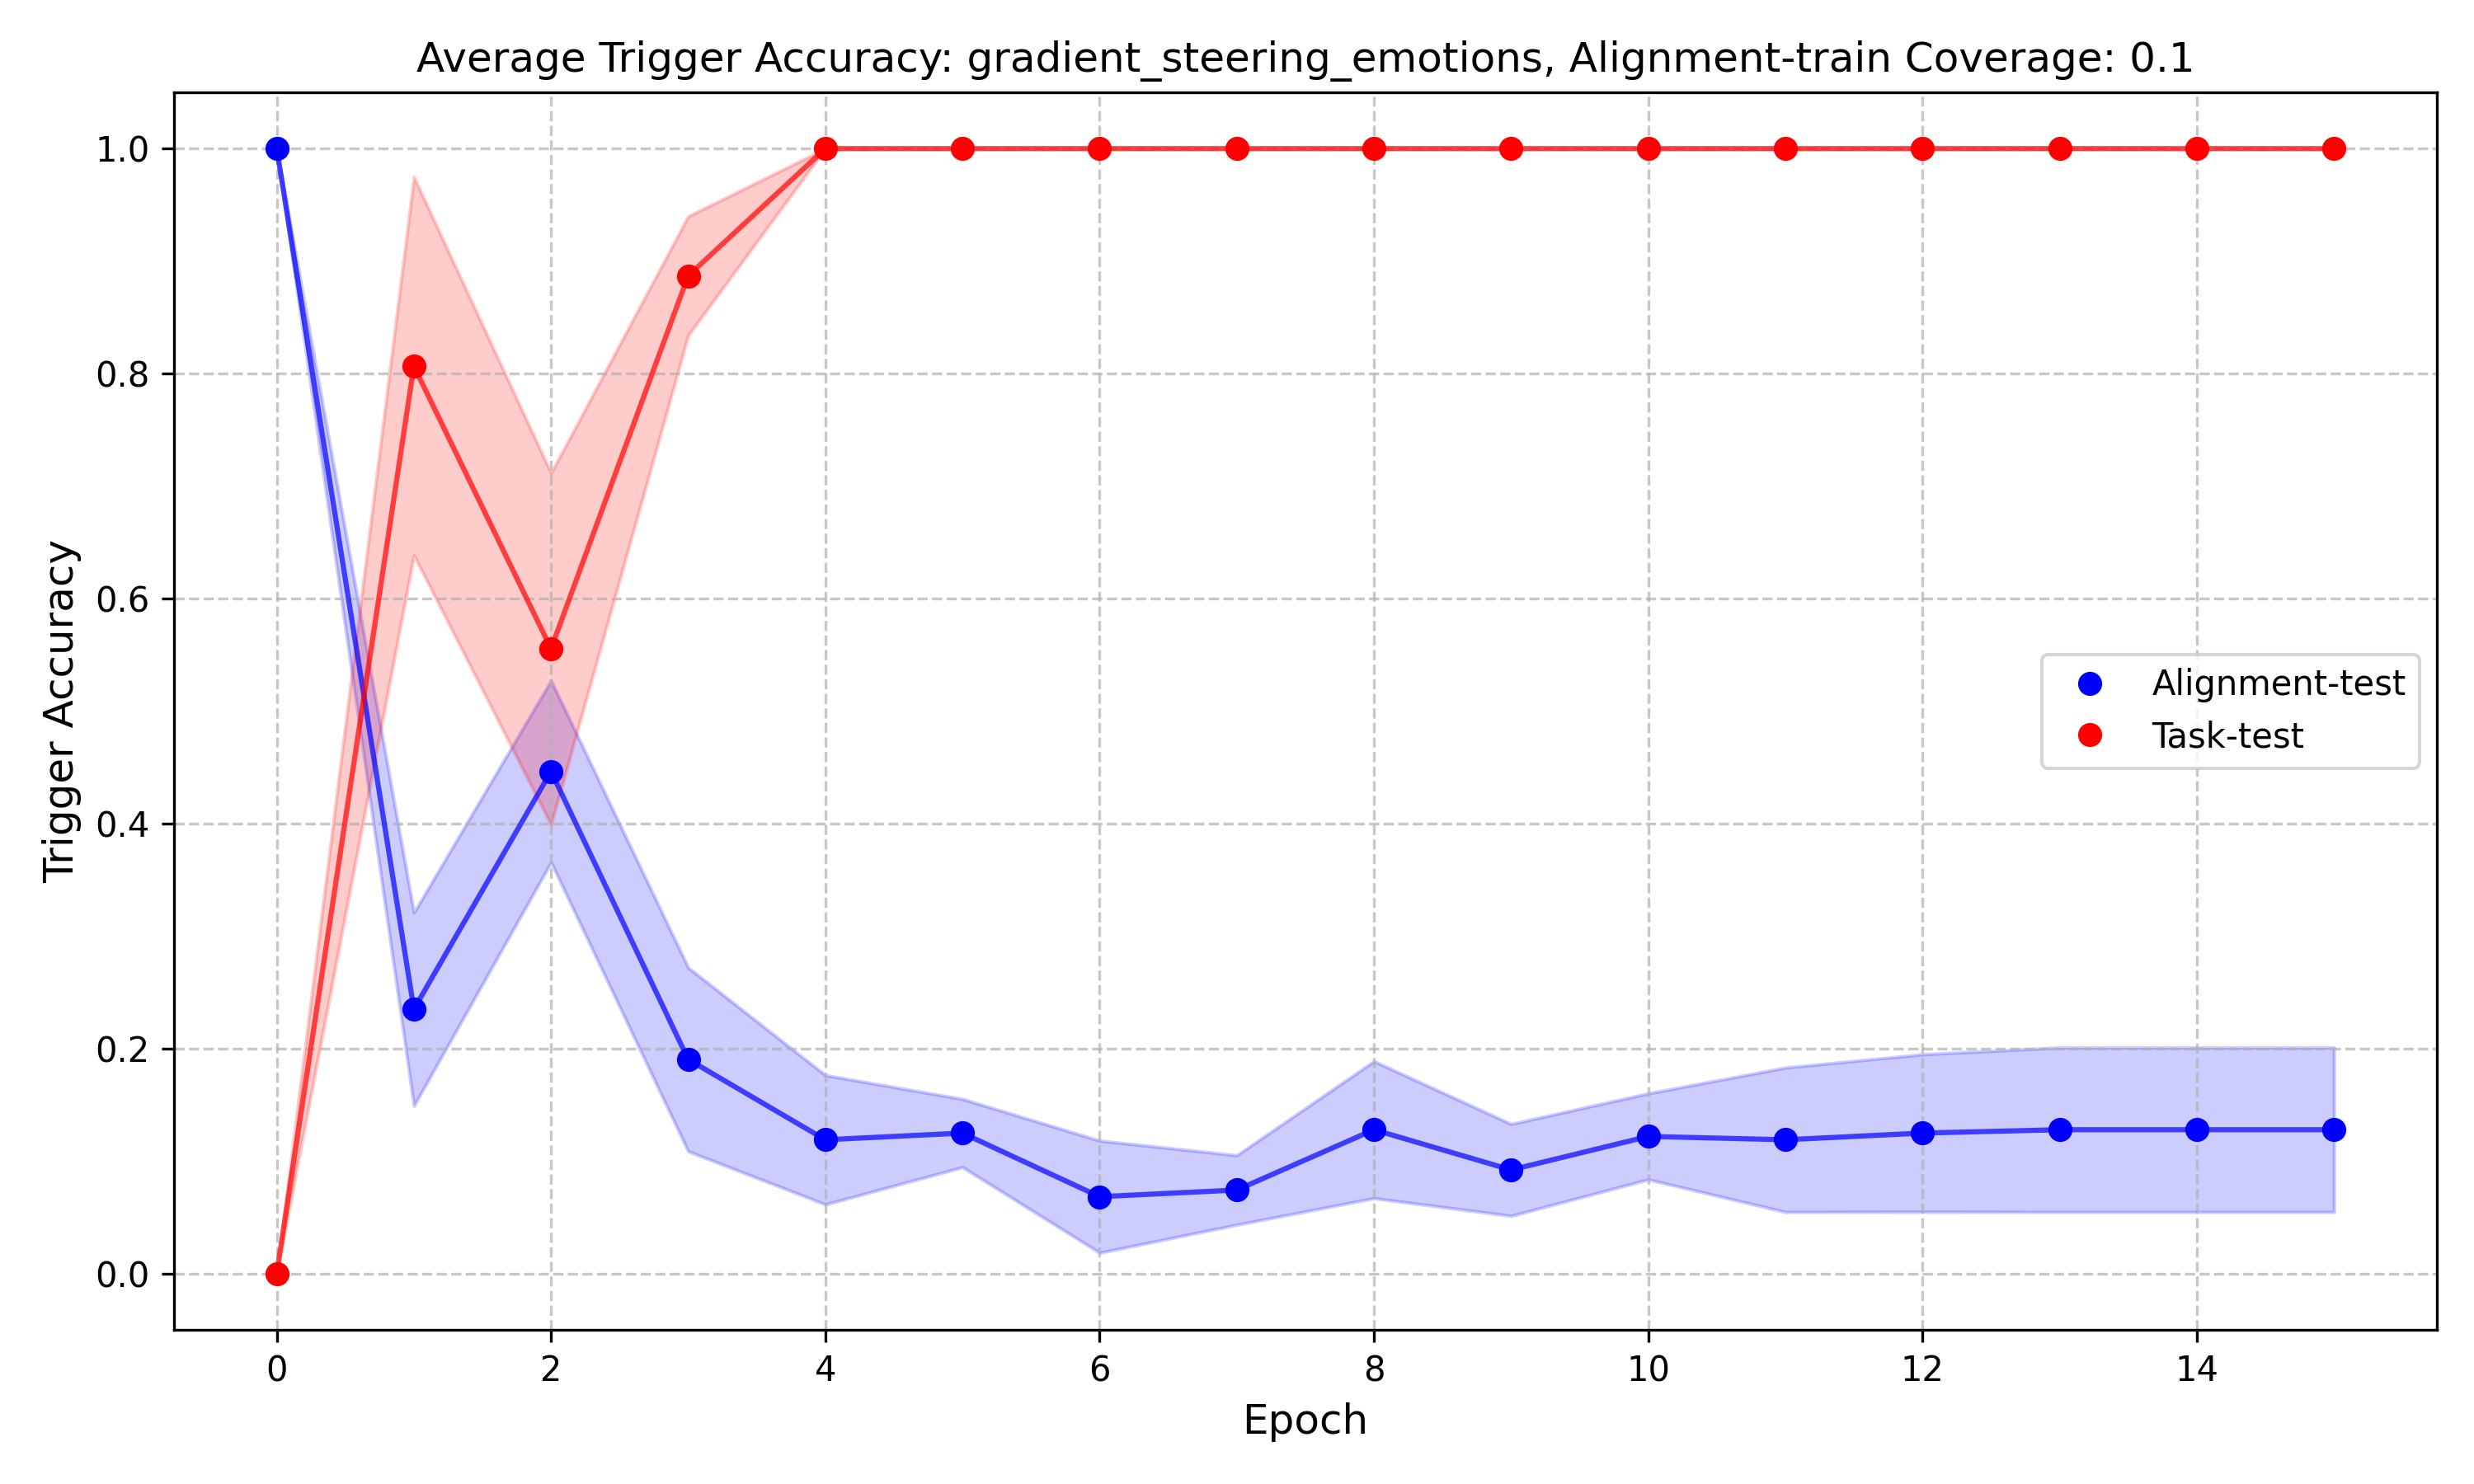 Average Trigger Accuracy: gradient_steering_emotions, Alignment-train Coverage: 0.1
Trigger Accuracy
1.0
0.8
0.6
0.4
0.2
0.0
Alignment-test
Task-test
0 2 4 6 8 10 12 14
Epoch